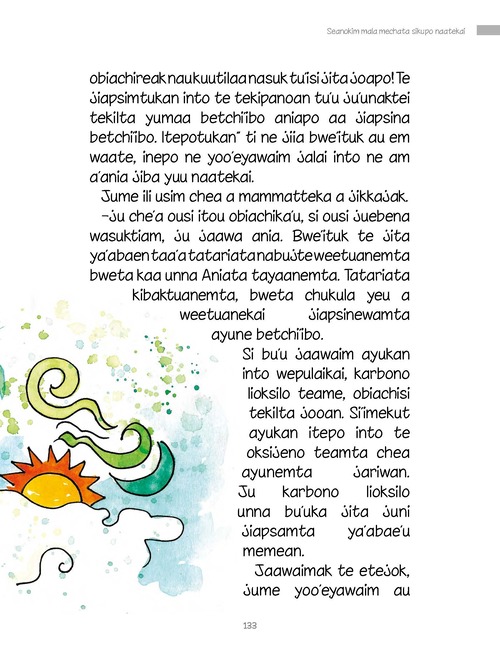 Seanokim mala mechata sikupo naatekai
obiachireak naukuutilaa nasuk tu'isi jita joapo! Te
jiapsimtukan into te tekipanoan tu'u ju'unaktei
tekilta yumaa betchi'ibo aniapo aa jiapsina
betchi'ibo. Itepotukan" ti ne jiia bwe'ituk au em
waate, inepo ne yoo'eyawaim jalai into ne am
a'ania jiba yuu naatekai.
Jume ili usim chea a mammatteka a jikkajak.
–Ju che'a ousi itou obiachika'u, si ousi juebena
wasuktiam, ju jaawa ania. Bwe'ituk te jita
ya'abaen taa'a tatariata nabujte weetuanemta
bweta kaa unna Aniata tayaanemta. Tatariata
kibaktuanemta, bweta chukula yeu a
weetuanekai jiapsinewamta
ayune betchi'ibo.
Si bu'u jaawaim ayukan
into wepulaikai, karbono
lioksilo teame, obiachisi
tekilta jooan. Si'imekut
ayukan itepo into te
oksijeno teamta chea
ayunemta jariwan.
Ju karbono lioksilo
unna bu'uka jita juni
jiapsamta ya'abae'u
memean.
Jaawaimak te etejok,
jume yoo'eyawaim au
133